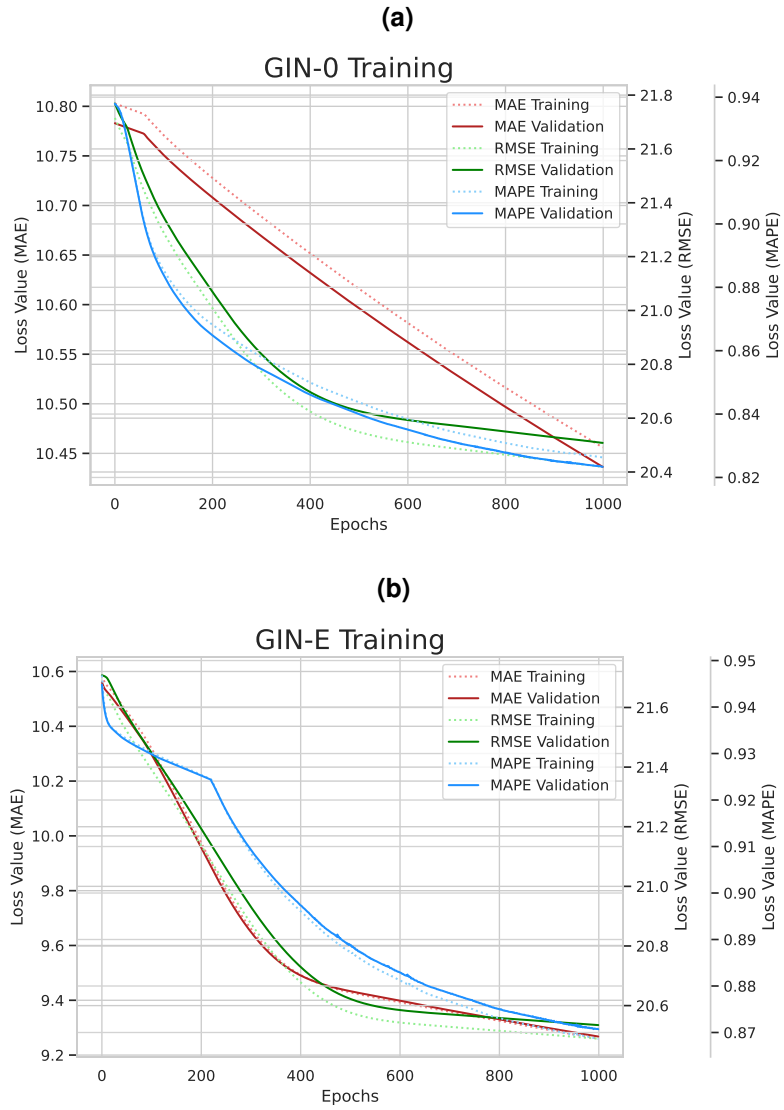 (a)
GIN-0 Training
MAE Training
MAE Validation
RMSE Training
RMSE Validation
MAPE Training
MAPE Validation
Loss Value (MAE)
10.80
10.75
10.70
10.65
10.60
10.55
10.50
10.45
0 200 400 600 800 1000
Epochs
21.8
21.6
21.4
21.2
21.0
20.8
20.6
20.4
Loss Value (RMSE)
0.94
0.92
0.90
0.88
0.86
0.84
0.82
Loss Value (MAPE)
(b)
GIN-E Training
MAE Training
MAE Validation
RMSE Training
RMSE Validation
MAPE Training
MAPE Validation
Loss Value (MAE)
10.6
10.4
10.2
10.0
9.8
9.6
9.4
9.2
0 200 400 600 800 1000
Epochs
21.6
21.4
21.2
21.0
20.8
20.6
Loss Value (RMSE)
0.95
0.94
0.93
0.92
0.91
0.90
0.89
0.88
0.87
Loss Value (MAPE)